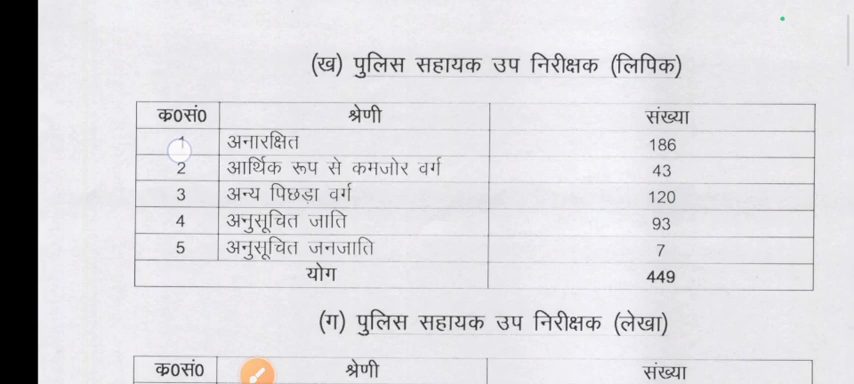 (ख) पुलिस सहायक उप निरीक्षक (लिपिक)
क0सं0 श्रेणी संख्या
1 अनारक्षित 186
2 आर्थिक रूप से कमजोर वर्ग 43
3 अन्य पिछड़ा वर्ग 120
4 अनुसूचित जाति 93
5 अनुसूचित जनजाति 7
योग 449
(ग) पुलिस सहायक उप निरीक्षक (लेखा)
क0सं0 श्रेणी संख्या